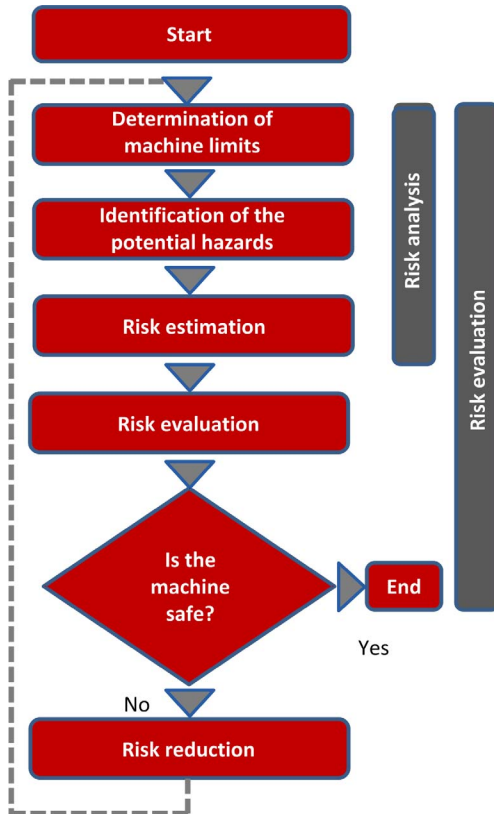 Start
Determination of
machine limits
Identification of the
potential hazards
Risk estimation
Risk evaluation
Is the
machine
safe?
End
Yes
No
Risk reduction
Risk analysis
Risk evaluation